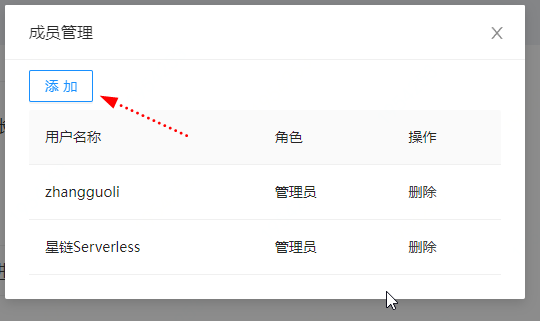 成员管理
添 加
用户名称 角色 操作
zhangguoli 管理员 删除
星链Serverless 管理员 删除